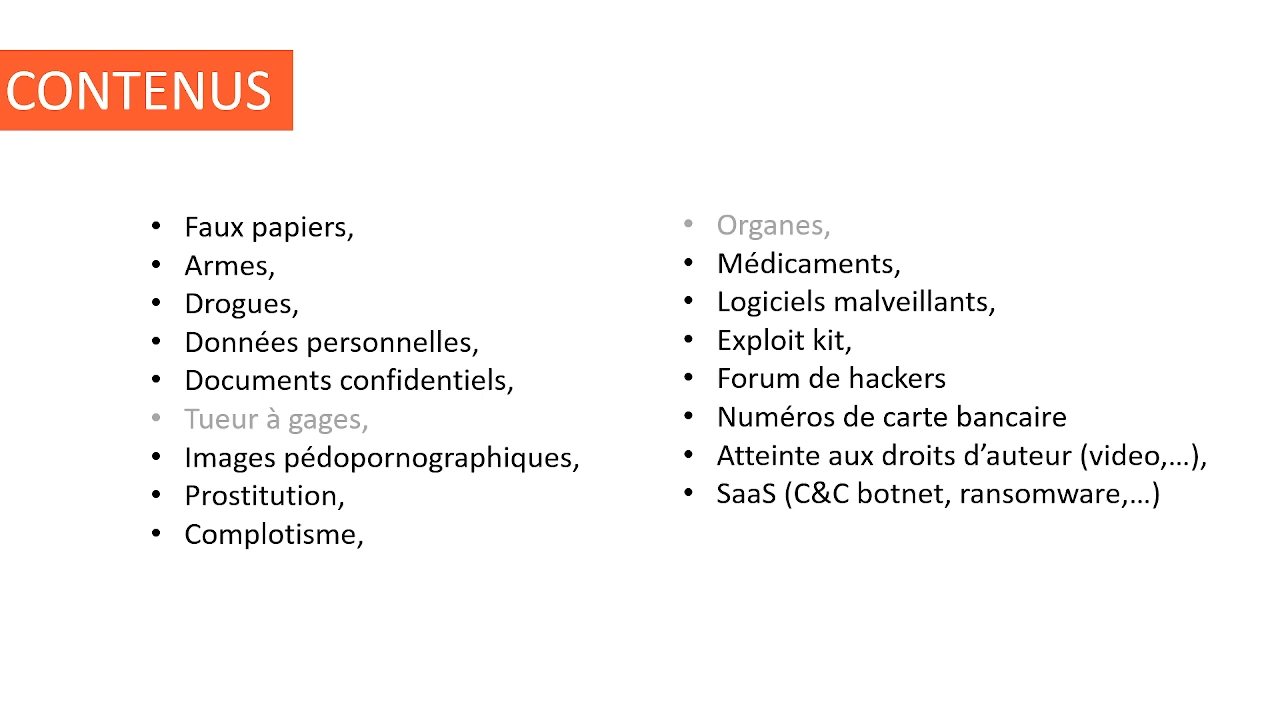 CONTENUS
• Faux papiers,
• Armes,
• Drogues,
• Données personnelles,
• Documents confidentiels,
• Tueur à gages,
• Images pédopornographiques,
• Prostitution,
• Complotisme,
• Organes,
• Médicaments,
• Logiciels malveillants,
• Exploit kit,
• Forum de hackers
• Numéros de carte bancaire
• Atteinte aux droits d’auteur (video,…),
• SaaS (C&C botnet, ransomware,…)